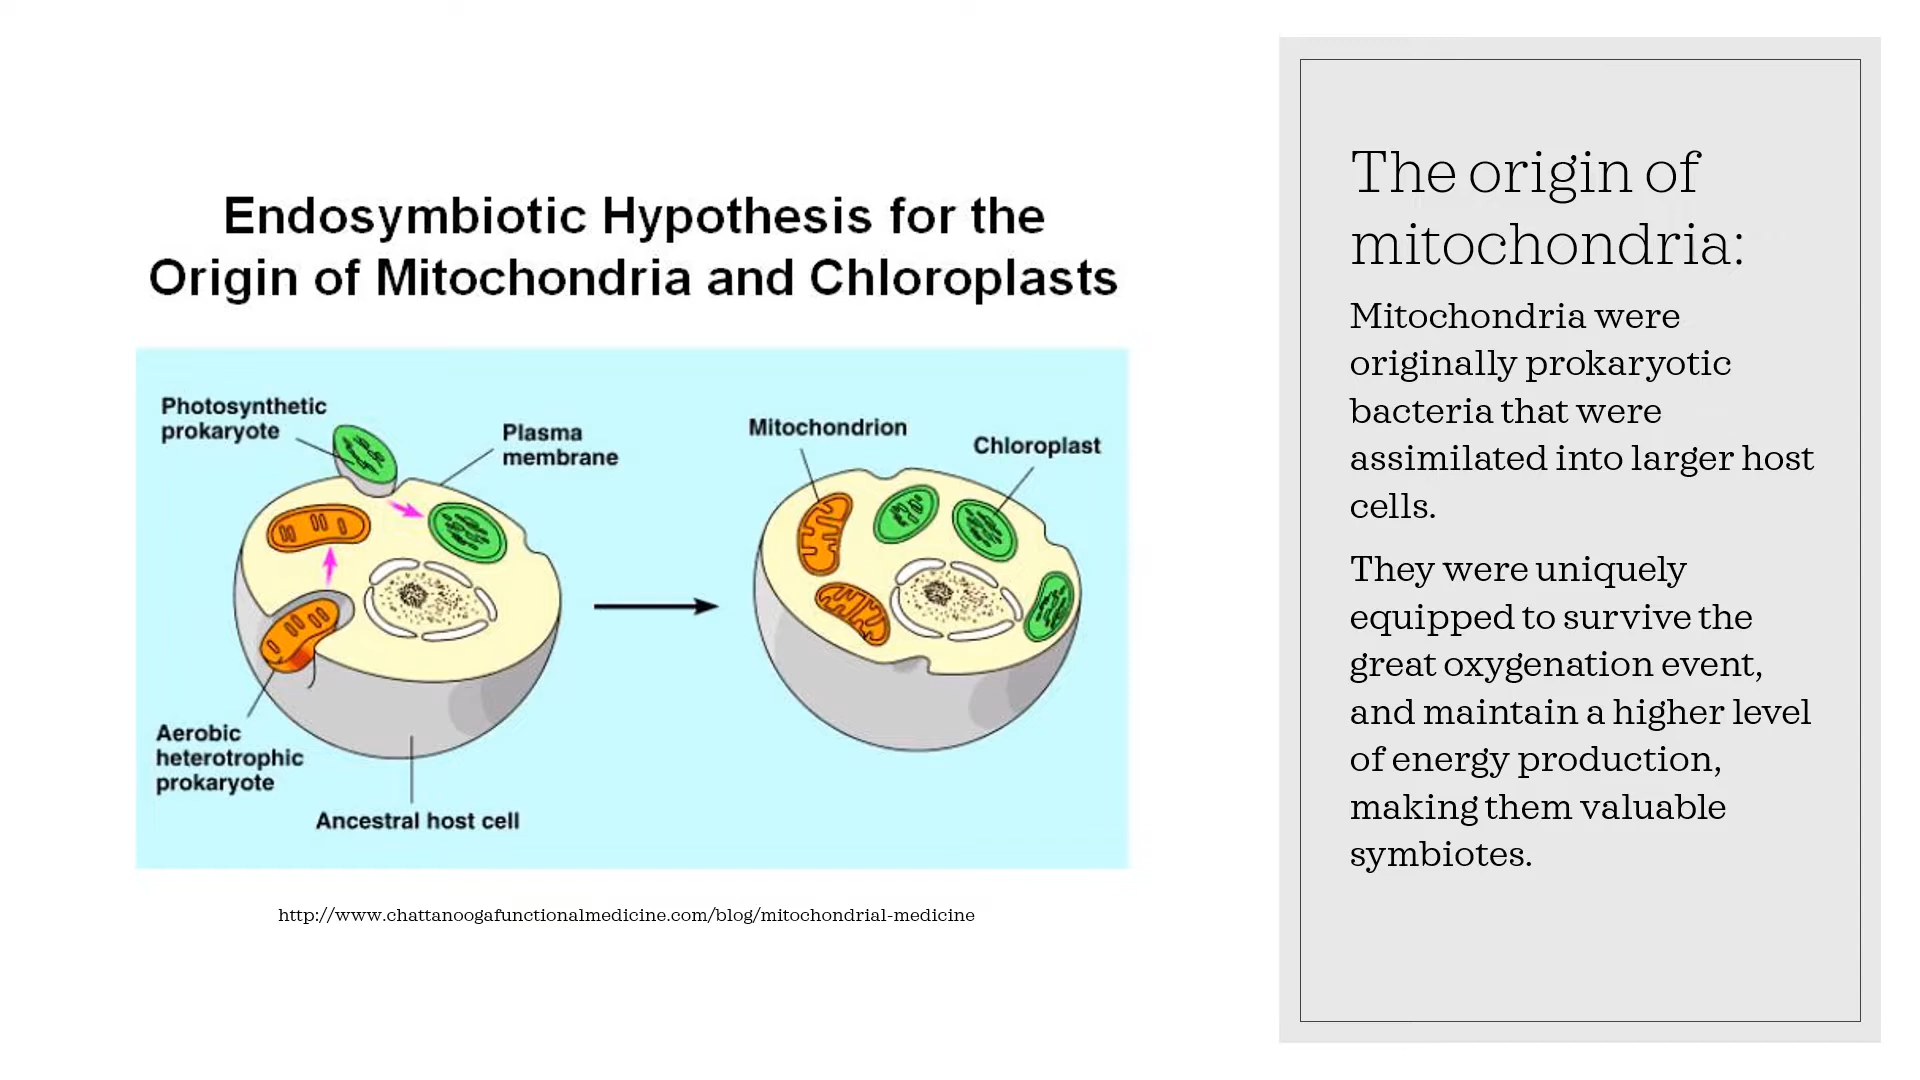 Endosymbiotic Hypothesis for the
Origin of Mitochondria and Chloroplasts
Photosynthetic
prokaryote
Plasma
membrane
Mitochondrion
Chloroplast
Aerobic
heterotrophic
prokaryote
Ancestral host cell
http://www.chattanoogafunctionalmedicine.com/blog/mitochondrial-medicine
The origin of
mitochondria:
Mitochondria were
originally prokaryotic
bacteria that were
assimilated into larger host
cells.
They were uniquely
equipped to survive the
great oxygenation event,
and maintain a higher level
of energy production,
making them valuable
symbiotes.